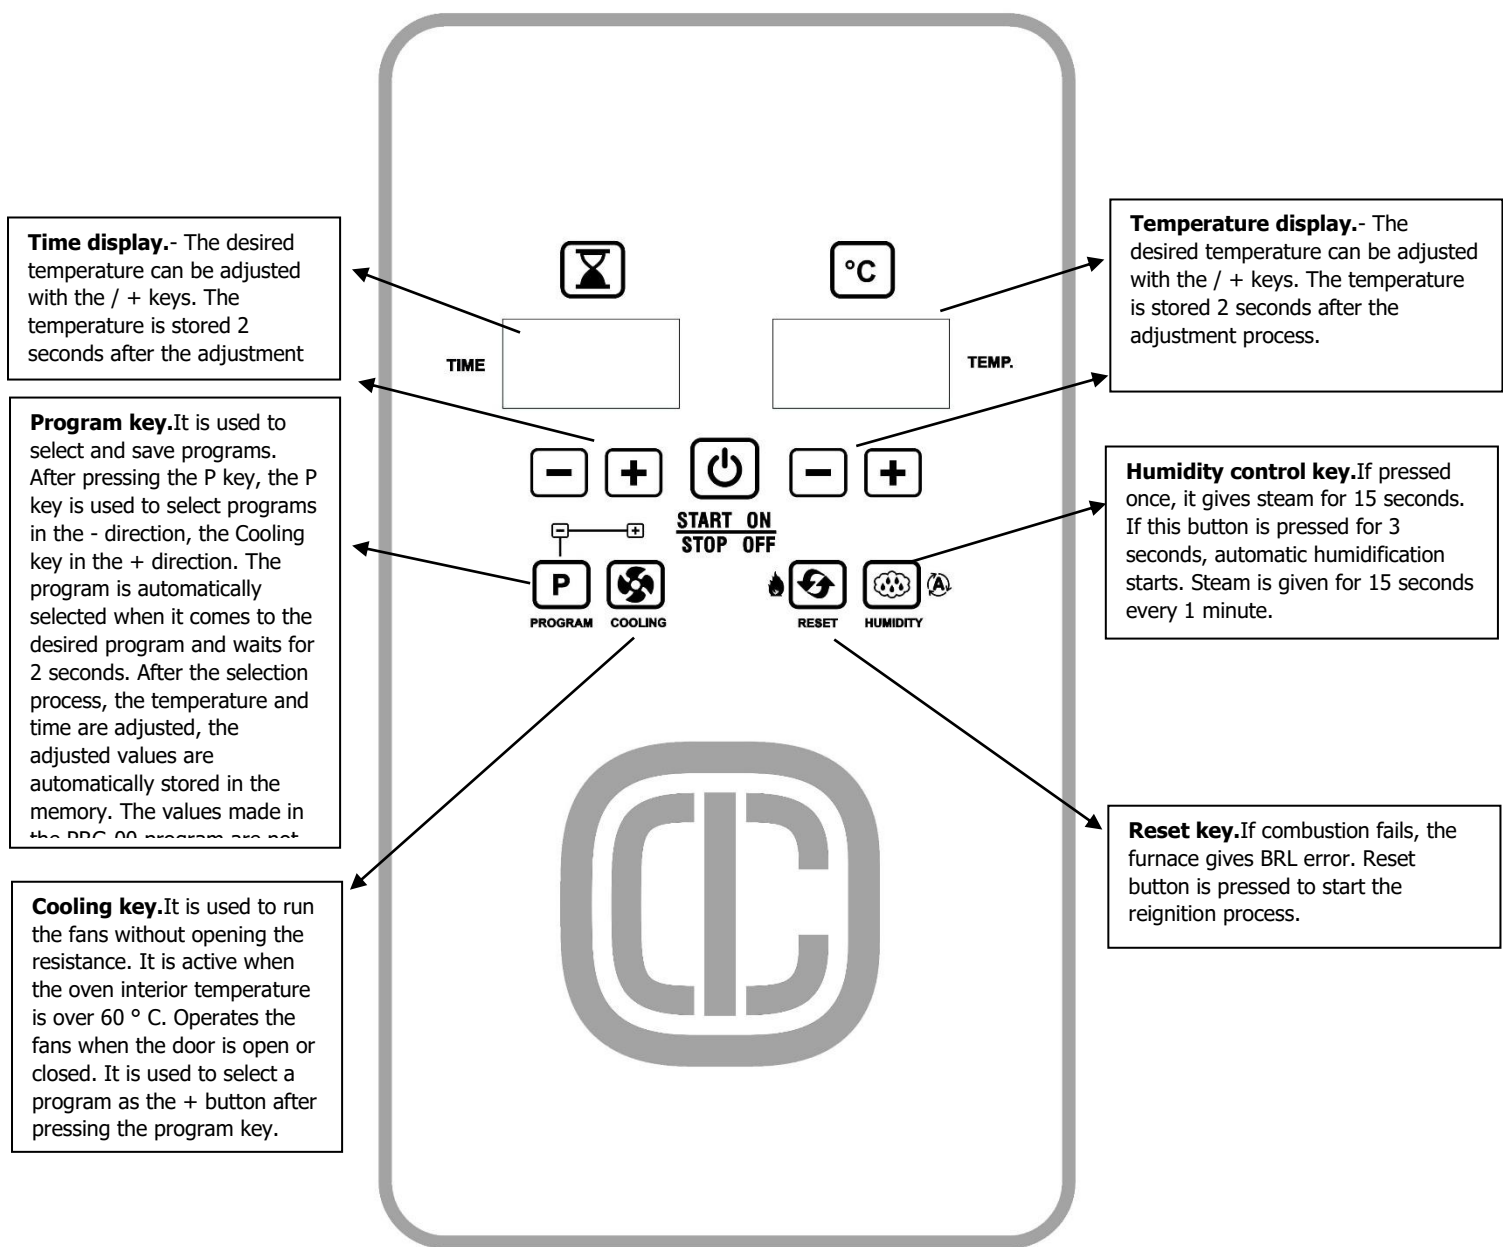 Time display.- The desired
temperature can be adjusted
with the / + keys. The
temperature is stored 2
seconds after the adjustment
Program key.It is used to
select and save programs.
After pressing the P key, the P
key is used to select programs
in the - direction, the Cooling
key in the + direction. The
program is automatically
selected when it comes to the
desired program and waits for
2 seconds. After the selection
process, the temperature and
time are adjusted, the
adjusted values are
automatically stored in the
memory. The values made in
the PRG 00 program are not
Cooling key.It is used to run
the fans without opening the
resistance. It is active when
the oven interior temperature
is over 60 ° C. Operates the
fans when the door is open or
closed. It is used to select a
program as the + button after
pressing the program key.
°C
TIME
TEMP.
START ON
STOP OFF
P
A
PROGRAM COOLING
RESET HUMIDITY
Temperature display.- The
desired temperature can be adjusted
with the / + keys. The temperature
is stored 2 seconds after the
adjustment process.
Humidity control key.If pressed
once, it gives steam for 15 seconds.
If this button is pressed for 3
seconds, automatic humidification
starts. Steam is given for 15 seconds
every 1 minute.
Reset key.If combustion fails, the
furnace gives BRL error. Reset
button is pressed to start the
reignition process.